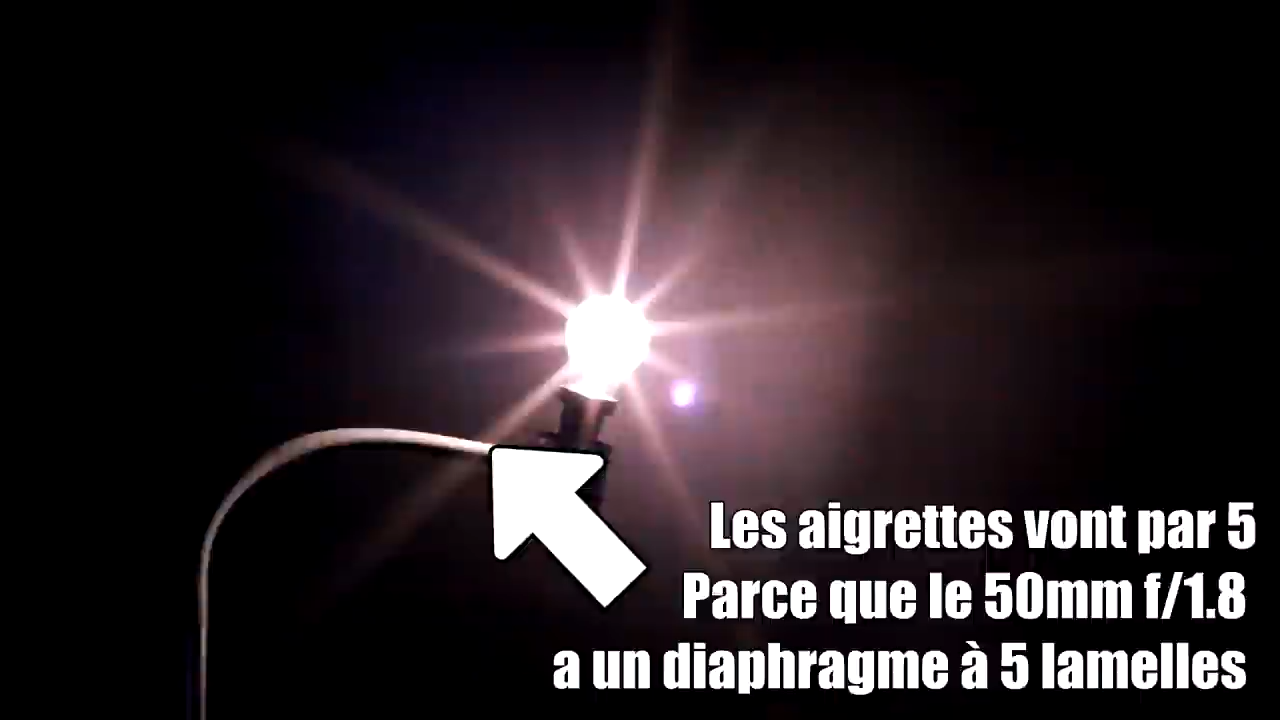 Les aigrettes vont par 5
Parce que le 50mm f/1.8
a un diaphragme à 5 lamelles